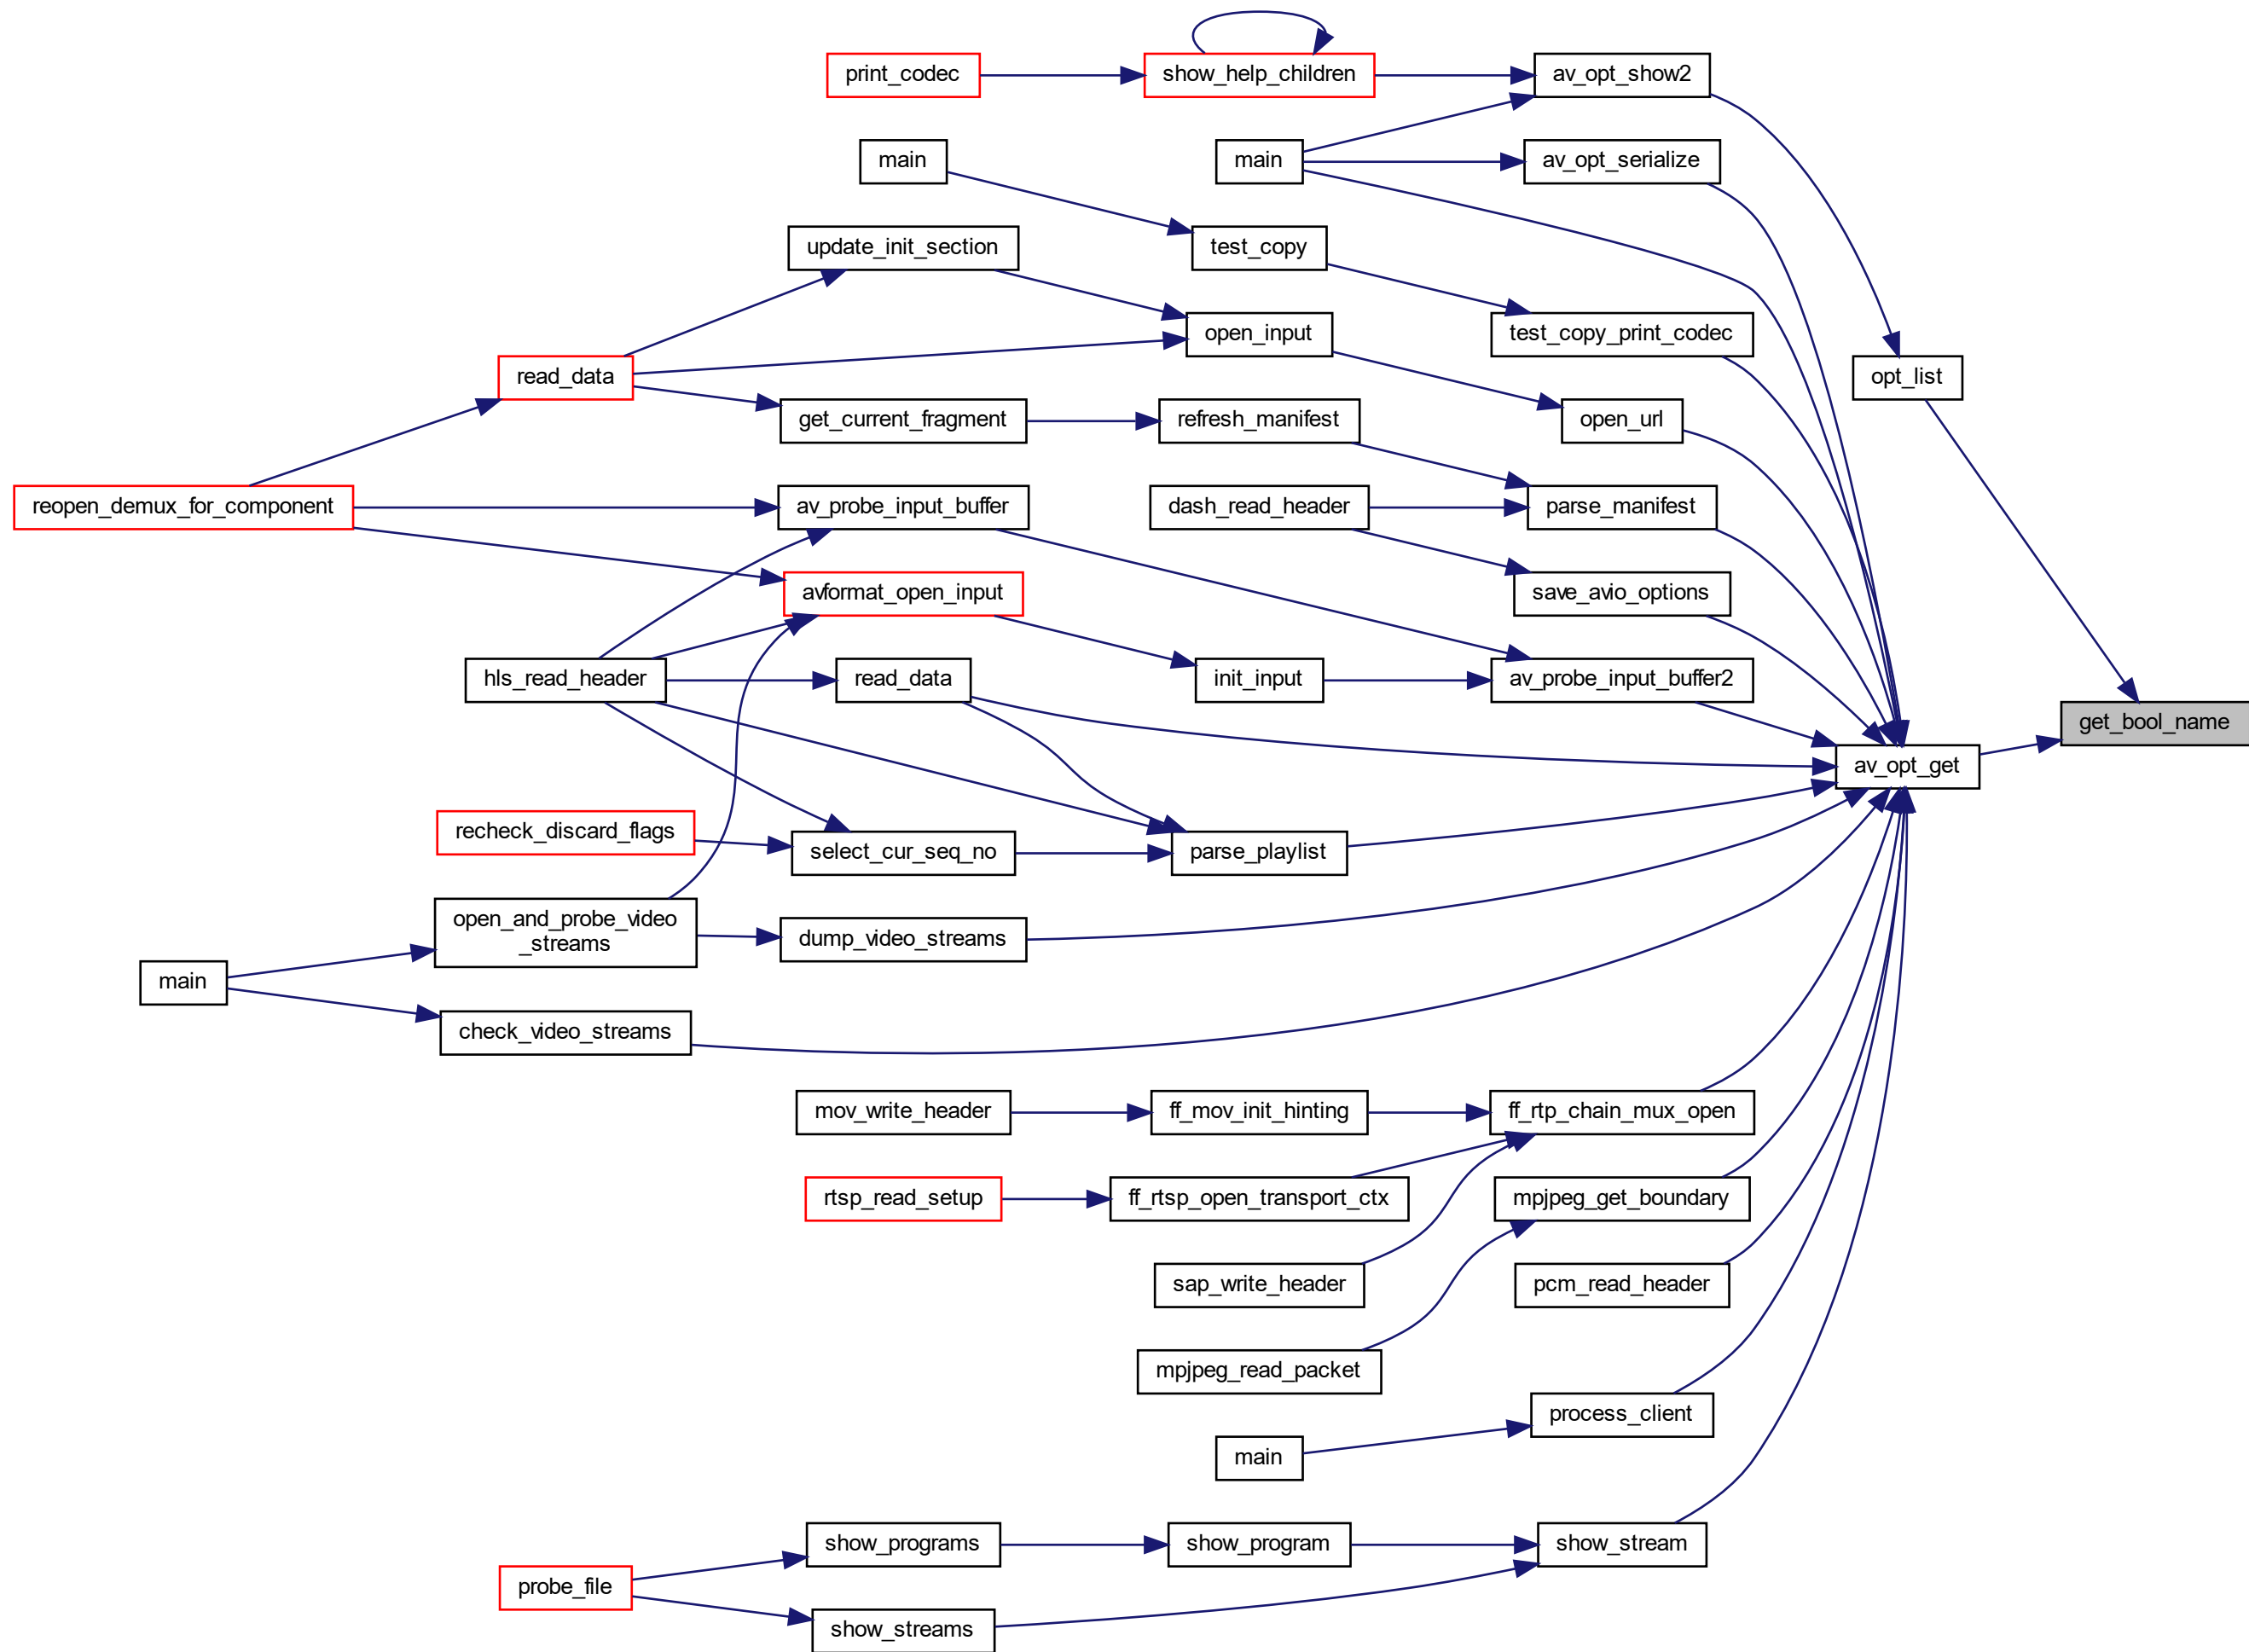 print_codec
show_help_children
av_opt_show2
main
main
av_opt_serialize
update_init_section
test_copy
open_input
test_copy_print_codec
read_data
opt_list
get_current_fragment
refresh_manifest
open_url
reopen_demux_for_component
av_probe_input_buffer
dash_read_header
parse_manifest
avformat_open_input
save_avio_options
hls_read_header
read_data
init_input
av_probe_input_buffer2
get_bool_name
av_opt_get
recheck_discard_flags
select_cur_seq_no
parse_playlist
open_and_probe_video
_streams
dump_video_streams
main
check_video_streams
mov_write_header
ff_mov_init_hinting
ff_rtp_chain_mux_open
rtsp_read_setup
ff_rtsp_open_transport_ctx
mpjpeg_get_boundary
sap_write_header
pcm_read_header
mpjpeg_read_packet
process_client
main
show_programs
show_program
show_stream
probe_file
show_streams